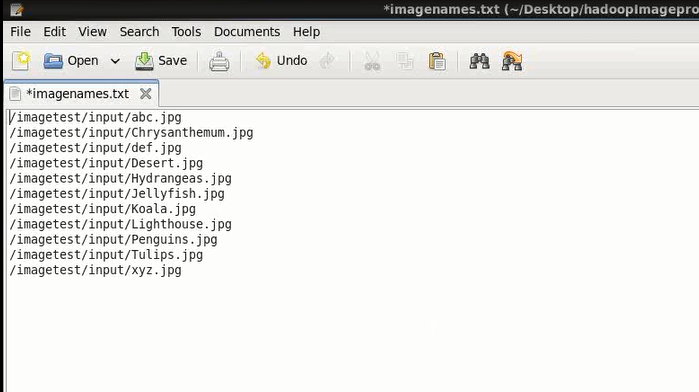 *imagenames.txt (~/Desktop/hadoopImagepro
File Edit View Search Tools Documents Help
Open Save Undo
*imagenames.txt
/imagetest/input/abc.jpg
/imagetest/input/Chrysanthemum.jpg
/imagetest/input/def.jpg
/imagetest/input/Desert.jpg
/imagetest/input/Hydrangeas.jpg
/imagetest/input/Jellyfish.jpg
/imagetest/input/Koala.jpg
/imagetest/input/Lighthouse.jpg
/imagetest/input/Penguins.jpg
/imagetest/input/Tulips.jpg
/imagetest/input/xyz.jpg